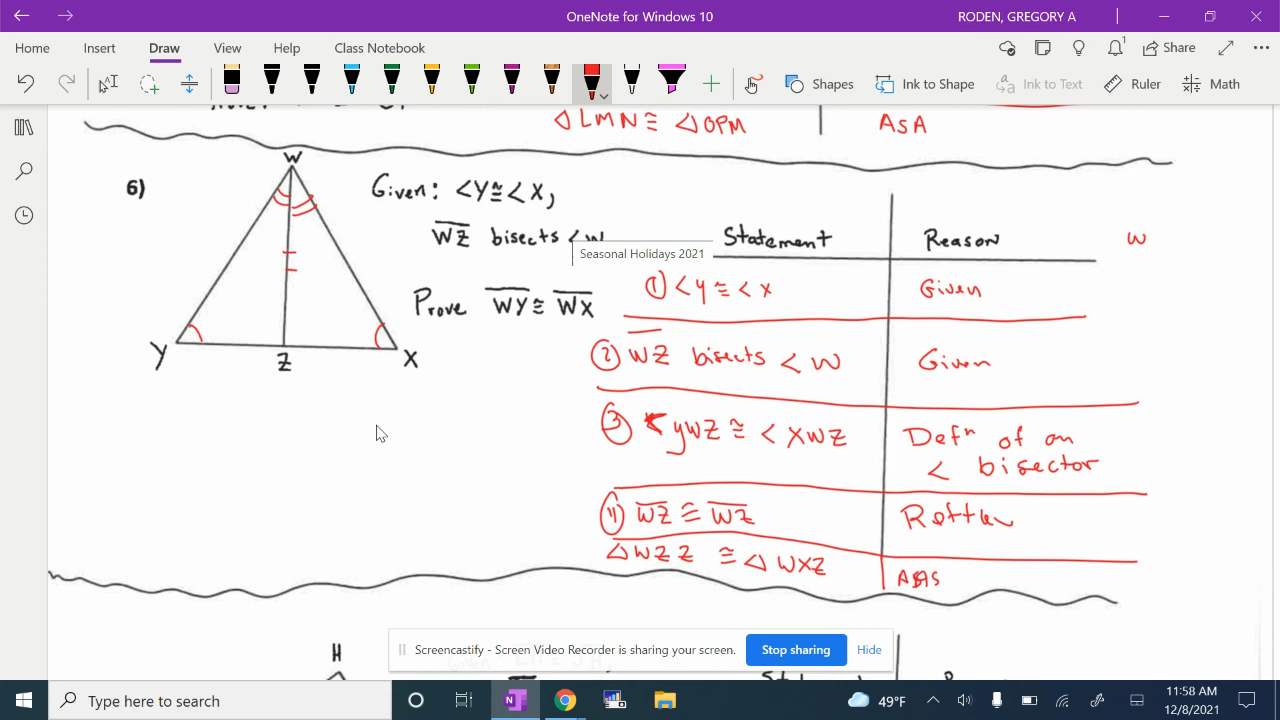 OneNote for Windows 10
RODEN, GREGORY A
Home Insert Draw View Help Class Notebook
1 Share
Shapes Ink to Shape Ink to Text Ruler Math
△LMN ≅ △OPM
ASA
6)
W
Y
Z
X
Given: <Y≅<X,
WZ bisects <W
Seasonal Holidays 2021
Prove WY ≅ WX
Statement Reason
W
① <y ≅ <x Given
② WZ bisects <W Given
③ <YWZ ≅ <XWZ Defⁿ of an
< bisector
④ WZ ≅ WZ
△WZZ ≅ △WXZ
H
Screencastify - Screen Video Recorder is sharing your screen. Stop sharing Hide
Type here to search
49°F
11:58 AM
12/8/2021